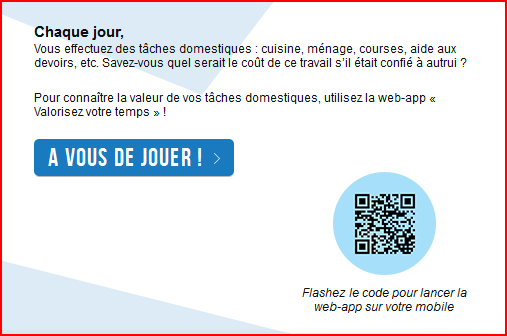 Chaque jour,
Vous effectuez des tâches domestiques : cuisine, ménage, courses, aide aux
devoirs, etc. Savez-vous quel serait le coût de ce travail s'il était confié à autrui ?
Pour connaître la valeur de vos tâches domestiques, utilisez la web-app «
Valorisez votre temps » !
A VOUS DE JOUER !
Flashez le code pour lancer la
web-app sur votre mobile